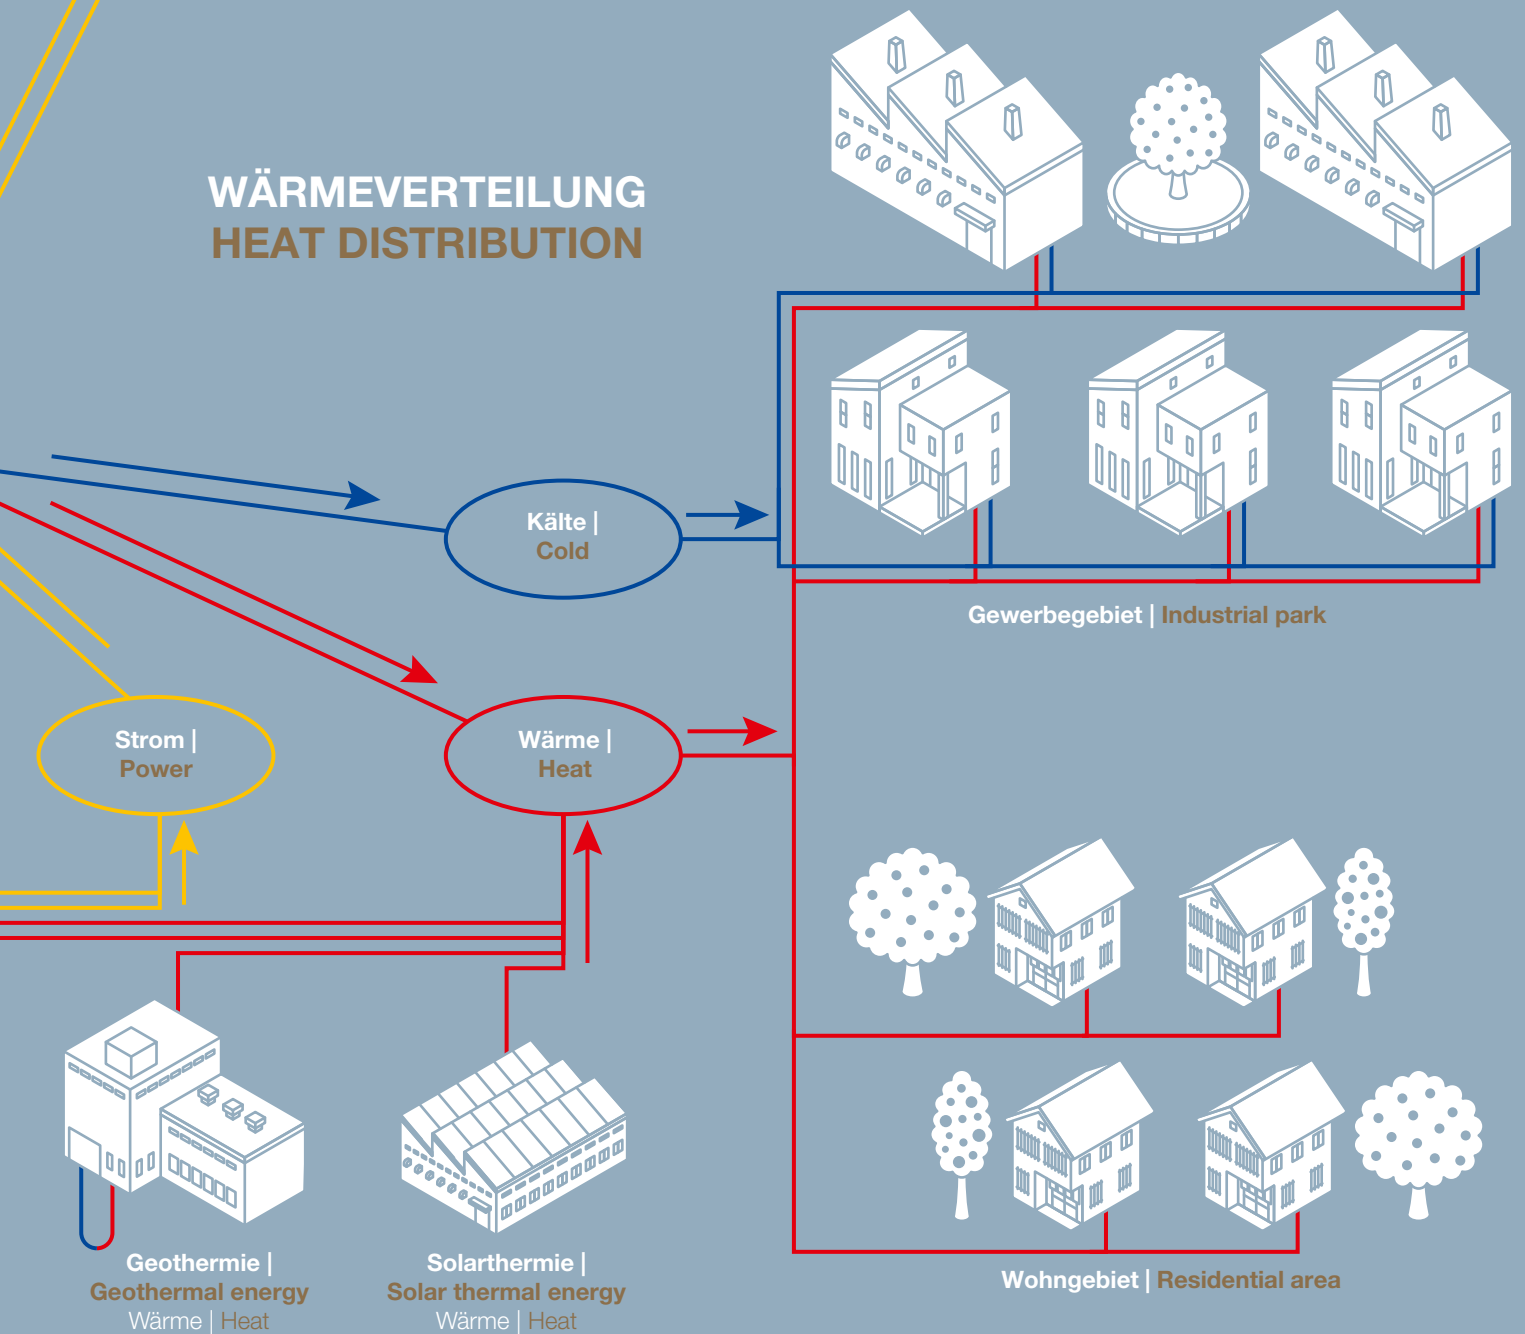 WÄRMEVERTEILUNG
HEAT DISTRIBUTION
Kälte |
Cold
Gewerbegebiet | Industrial park
Strom |
Power
Wärme |
Heat
Geothermie |
Geothermal energy
Wärme | Heat
Solarthermie |
Solar thermal energy
Wärme | Heat
Wohngebiet | Residential area